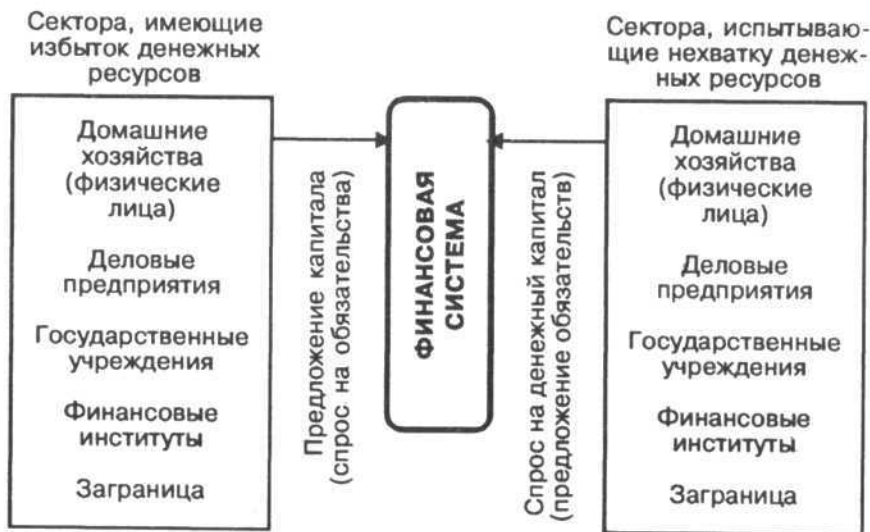 Сектора, имеющие
избыток денежных
ресурсов
Домашние
хозяйства
(физические
лица)
Деловые
предприятия
Государственные
учреждения
Финансовые
институты
Заграница
Предложение капитала
(спрос на обязательства)
ФИНАНСОВАЯ
СИСТЕМА
Спрос на денежный капитал
(предложение обязательств)
Сектора, испытываю-
щие нехватку денеж-
ных ресурсов
Домашние
хозяйства
(физические
лица)
Деловые
предприятия
Государственные
учреждения
Финансовые
институты
Заграница